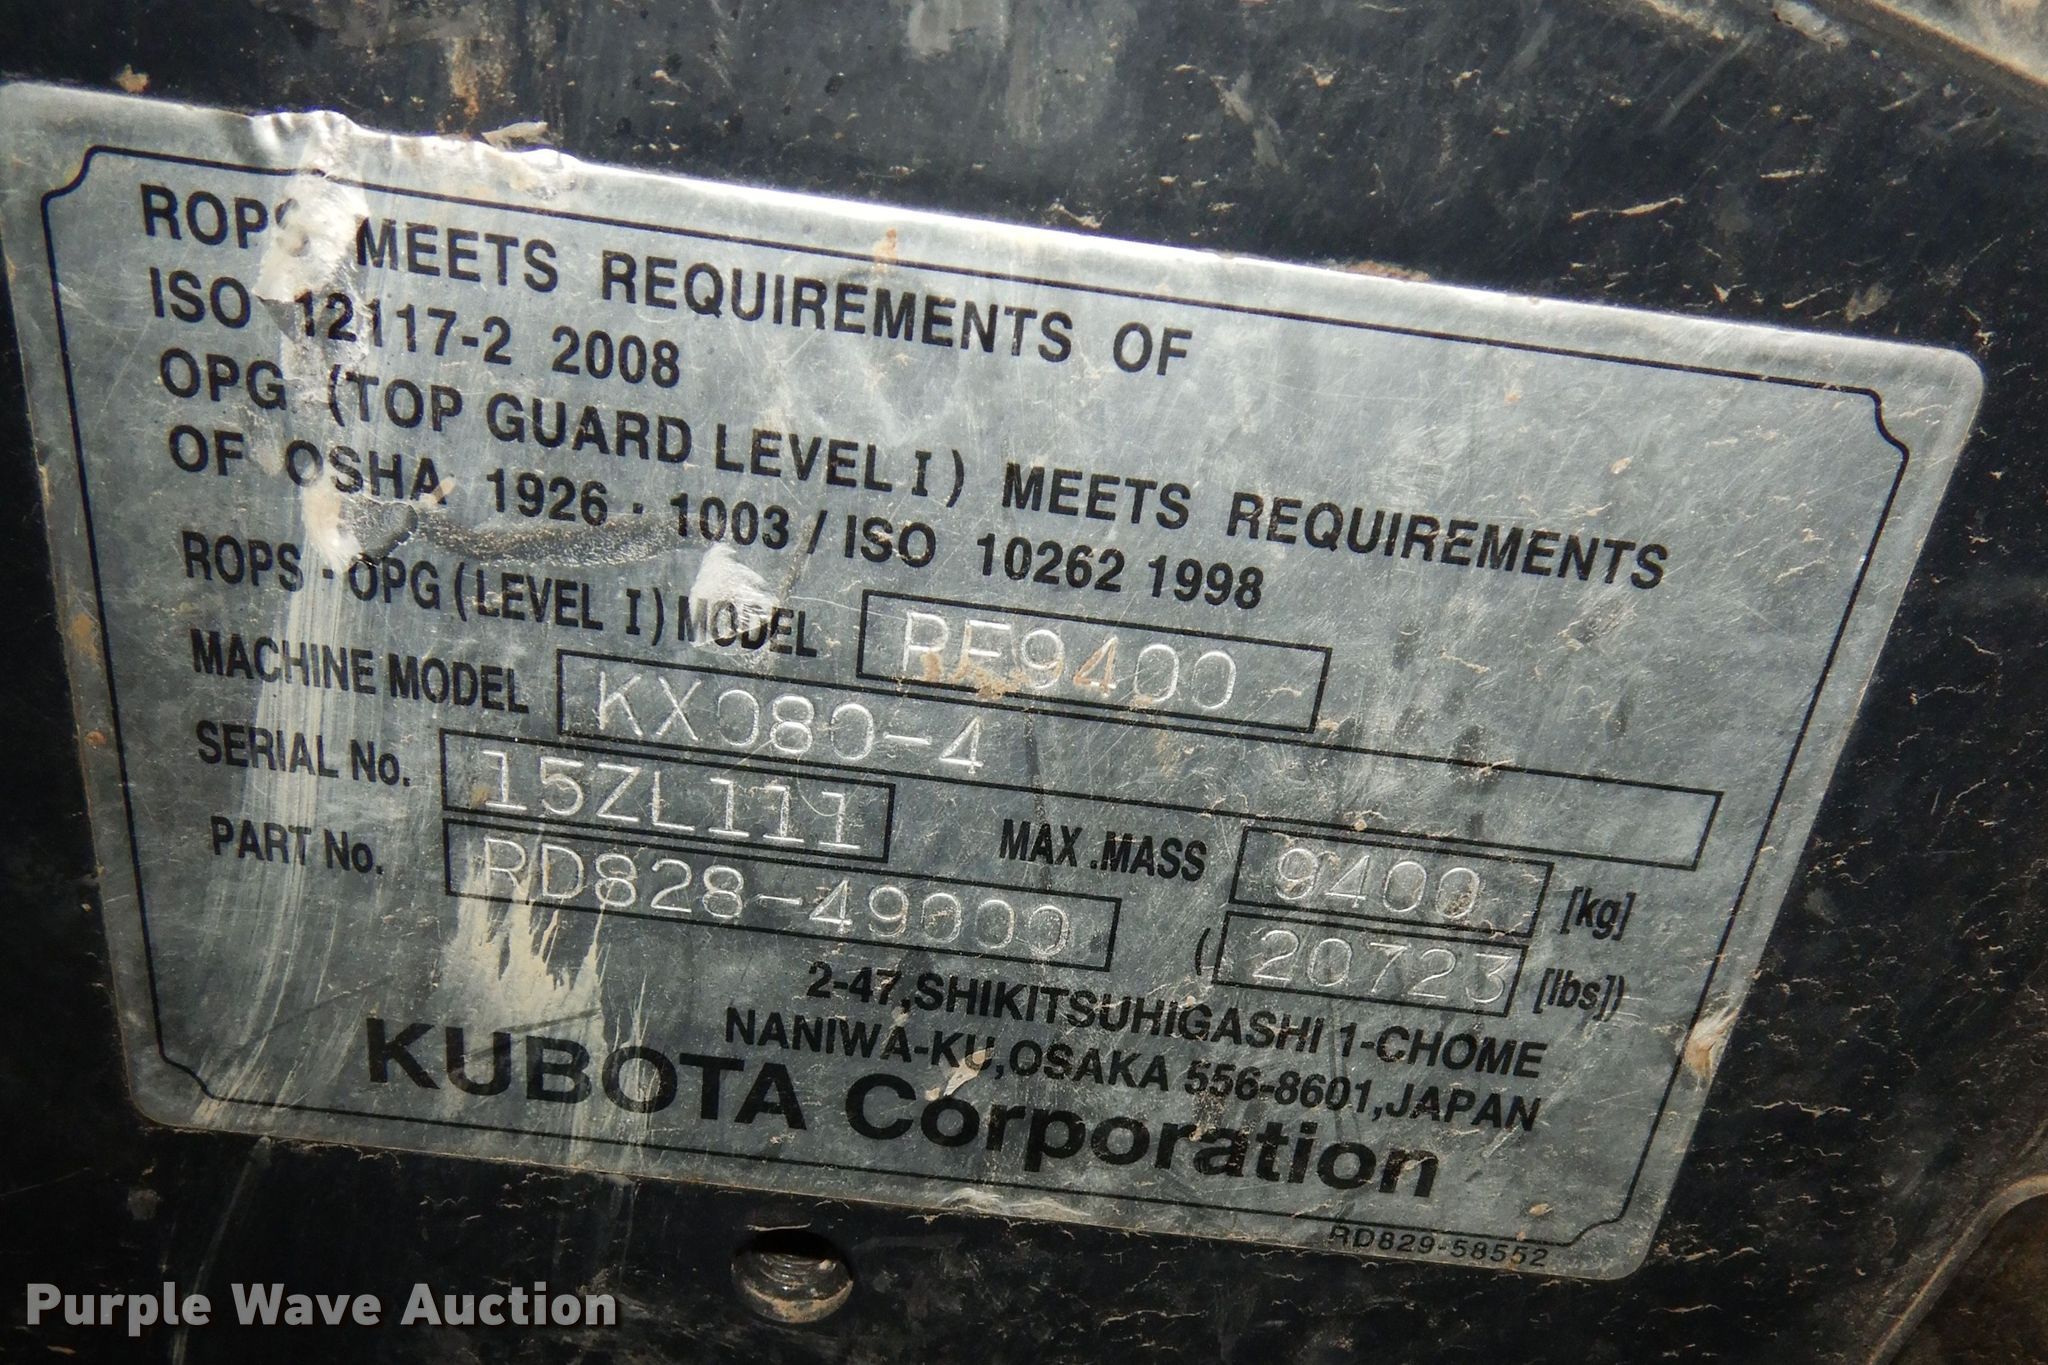 ROPS MEETS REQUIREMENTS OF
ISO 12117-2 2008
OPG (TOP GUARD LEVEL I) MEETS REQUIREMENTS
OF OSHA 1926 · 1003 / ISO 10262 1998
ROPS - OPG (LEVEL I) MODEL RE9400
MACHINE MODEL KX080-4
SERIAL No. 15ZL111
PART No. RD828-49000
MAX .MASS 9400 [kg]
(20723 [lbs])
2-47,SHIKITSUHIGASHI 1-CHOME
NANIWA-KU,OSAKA 556-8601,JAPAN
KUBOTA Corporation
RD829-58552
Purple Wave Auction